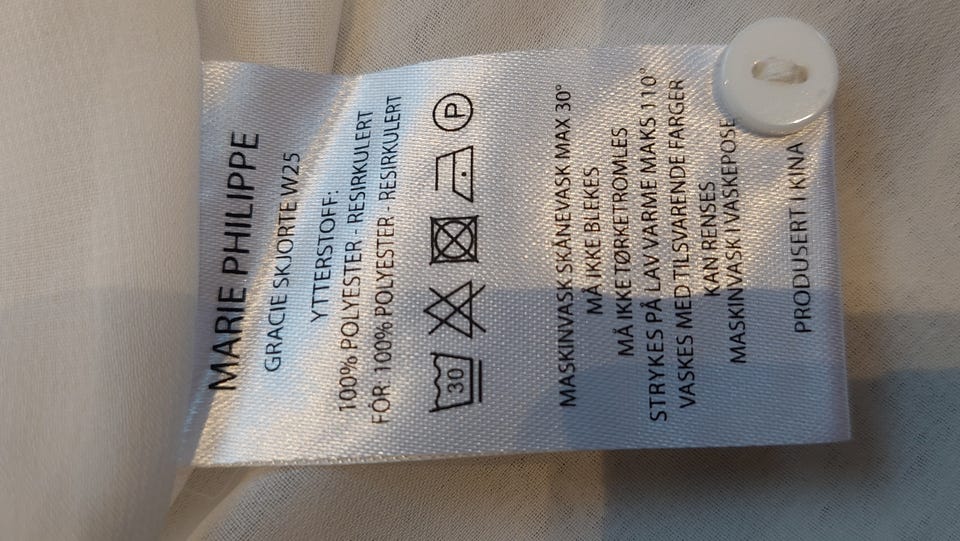 MARIE PHILIPPE
GRACIE SKJORTE W25
YTTERSTOFF:
100% POLYESTER - RESIRKULERT
FÓR: 100% POLYESTER - RESIRKULERT
30 P
MASKINVASK SKÅNEVASK MAX 30°
MÅ IKKE BLEKES
MÅ IKKE TØRKETROMLES
STRYKES PÅ LAV VARME MAKS 110°
VASKES MED TILSVARENDE FARGER
KAN RENSES
MASKINVASK I VASKEPOSE
PRODUSERT I KINA